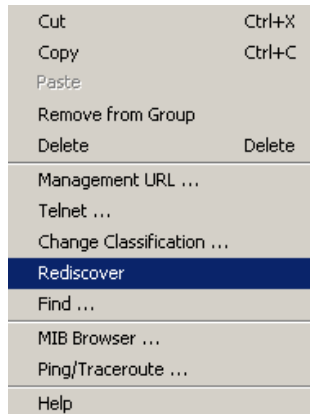 Cut Ctrl+X
Copy Ctrl+C
Paste
Remove from Group
Delete Delete
Management URL ...
Telnet ...
Change Classification ...
Rediscover
Find ...
MIB Browser ...
Ping/Traceroute ...
Help